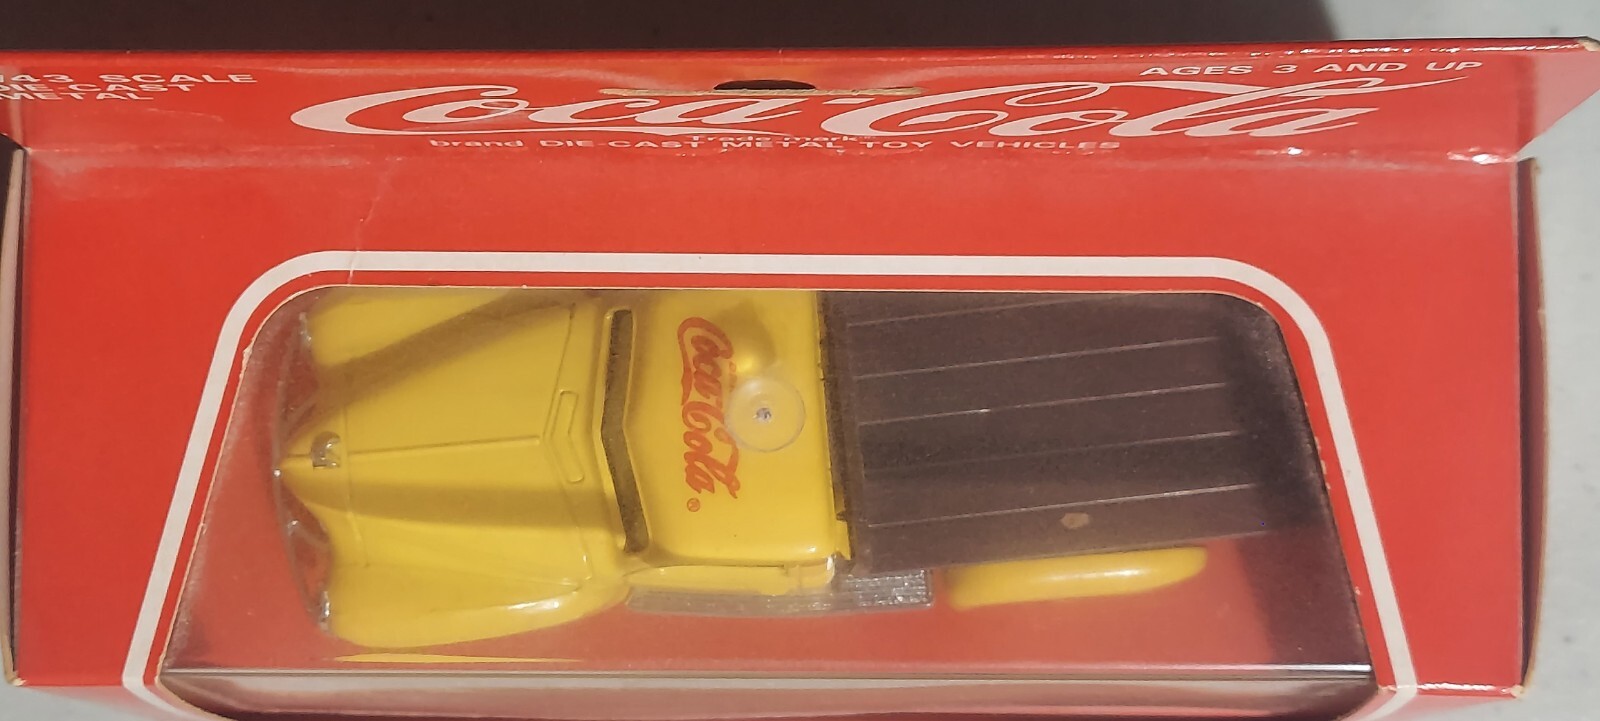 1/43 SCALE
DIE-CAST
METAL
AGES 3 AND UP
Coca-Cola
Trade-mark®
brand DIE-CAST METAL TOY VEHICLES
Coca-Cola®